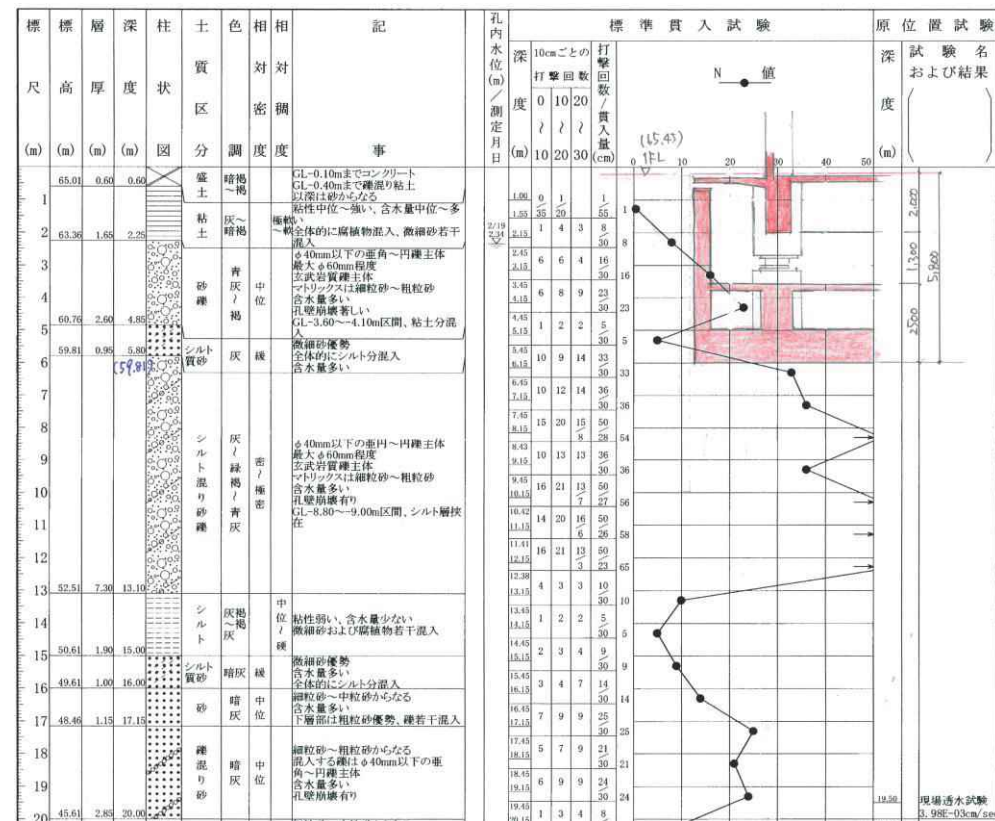 標尺(m) 標高(m) 層厚(m) 深度(m) 柱状図 土質区分 色調 相対密度 相対稠度 記事 孔内水位(m)/測定月日 標準貫入試験 原位置試験
深度(m) 10cmごとの打撃回数 打撃回数/貫入量(cm) N値 深度(m) 試験名および結果
0~10 10~20 20~30 0 10 20 30 40 50
(65.43)
1FL
65.01 0.60 0.60 盛土 暗褐~褐
GL-0.10mまでコンクリート
GL-0.40mまで礫混り粘土
以深は砂からなる
63.36 1.65 2.25 粘土 灰~暗褐 極軟~軟
粘性中位~強い、含水量中位~多い
全体的に腐植物混入、微細砂若干混入
2/19
2.34
60.76 2.60 4.85 砂礫 青灰~褐 中位
φ40mm以下の亜角~円礫主体
最大φ60mm程度
玄武岩質礫主体
マトリックスは細粒砂~粗粒砂
含水量多い
孔壁崩壊著しい
GL-3.60~-4.10m区間、粘土分混入
59.81 0.95 5.80 シルト質砂 灰 緩
微細砂優勢
全体的にシルト分混入
含水量多い
(59.81)
52.51 7.30 13.10 シルト混り砂礫 灰~緑褐~青灰 密~極密
φ40mm以下の亜円~円礫主体
最大φ60mm程度
玄武岩質礫主体
マトリックスは細粒砂~粗粒砂
含水量多い
孔壁崩壊有り
GL-8.80~-9.00m区間、シルト層挟在
50.61 1.90 15.00 シルト 灰褐~褐灰 中位~硬
粘性弱い、含水量少ない
微細砂および腐植物若干混入
49.61 1.00 16.00 シルト質砂 暗灰 緩
微細砂優勢
含水量多い
全体的にシルト分混入
48.46 1.15 17.15 砂 暗灰 中位
細粒砂~中粒砂からなる
含水量多い
下層部は粗粒砂優勢、礫若干混入
45.61 2.85 20.00 礫混り砂 暗灰 中位
細粒砂~粗粒砂からなる
混入する礫はφ40mm以下の亜角~円礫主体
含水量多い
孔壁崩壊有り
1
2
3
4
5
6
7
8
9
10
11
12
13
14
15
16
17
18
19
20
1.00 1.55 0/35 1/20 1/55 1
2.15 2.45 1 4 3 8/30 8
3.15 3.45 6 6 4 16/30 16
4.15 4.45 6 8 9 23/30 23
5.15 5.45 1 2 2 5/30 5
6.15 6.45 10 9 14 33/30 33
7.15 7.45 10 12 14 36/30 36
8.15 8.43 15 20 15/8 50/28 54
9.15 9.45 10 13 13 36/30 36
10.15 10.42 16 21 13/7 50/27 56
11.15 11.41 14 20 16/6 50/26 58
12.15 12.38 16 21 13/3 50/23 65
13.15 13.45 4 3 3 10/30 10
14.15 14.45 1 2 2 5/30 5
15.15 15.45 2 3 4 9/30 9
16.15 16.45 3 4 7 14/30 14
17.15 17.45 7 9 9 25/30 25
18.15 18.45 5 7 9 21/30 21
19.15 19.45 6 9 9 24/30 24
20.15 1 3 4 8
2,000
1,300
2500
5,800
19.50 現場透水試験
3.98E-03cm/sec